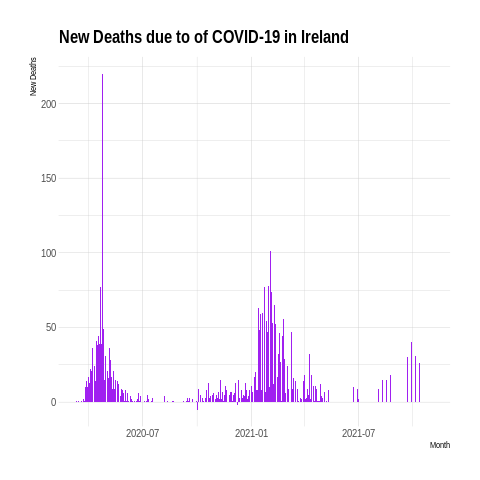 New Deaths due to of COVID-19 in Ireland
New Deaths
200
150
100
50
0
2020-07
2021-01
2021-07
Month